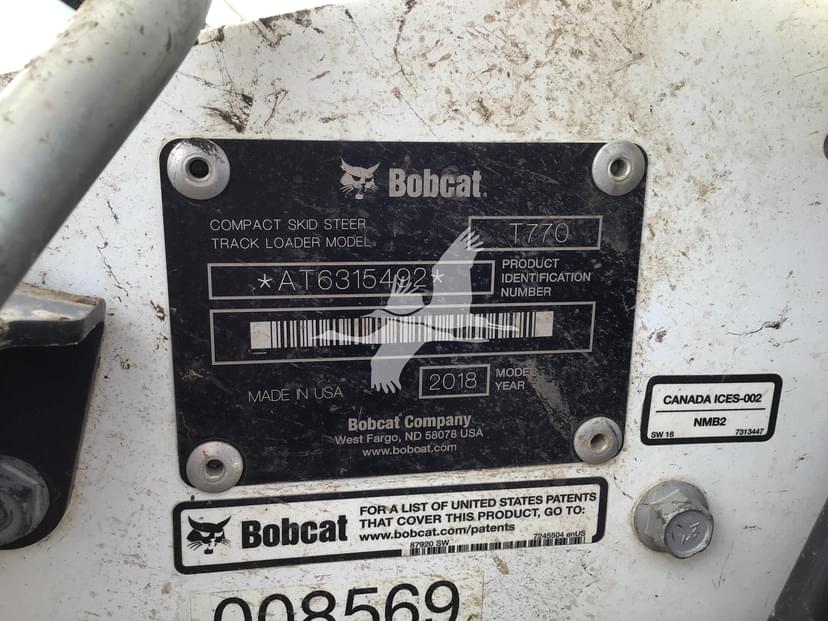 Bobcat
COMPACT SKID STEER
TRACK LOADER MODEL
T770
*AT6315492*
PRODUCT
IDENTIFICATION
NUMBER
MADE IN USA
2018
MODEL
YEAR
Bobcat Company
West Fargo, ND 58078 USA
www.bobcat.com
CANADA ICES-002
NMB2
SW 16 7313447
Bobcat
FOR A LIST OF UNITED STATES PATENTS
THAT COVER THIS PRODUCT, GO TO:
www.bobcat.com/patents
87920 SW 7245504 enUS
008569